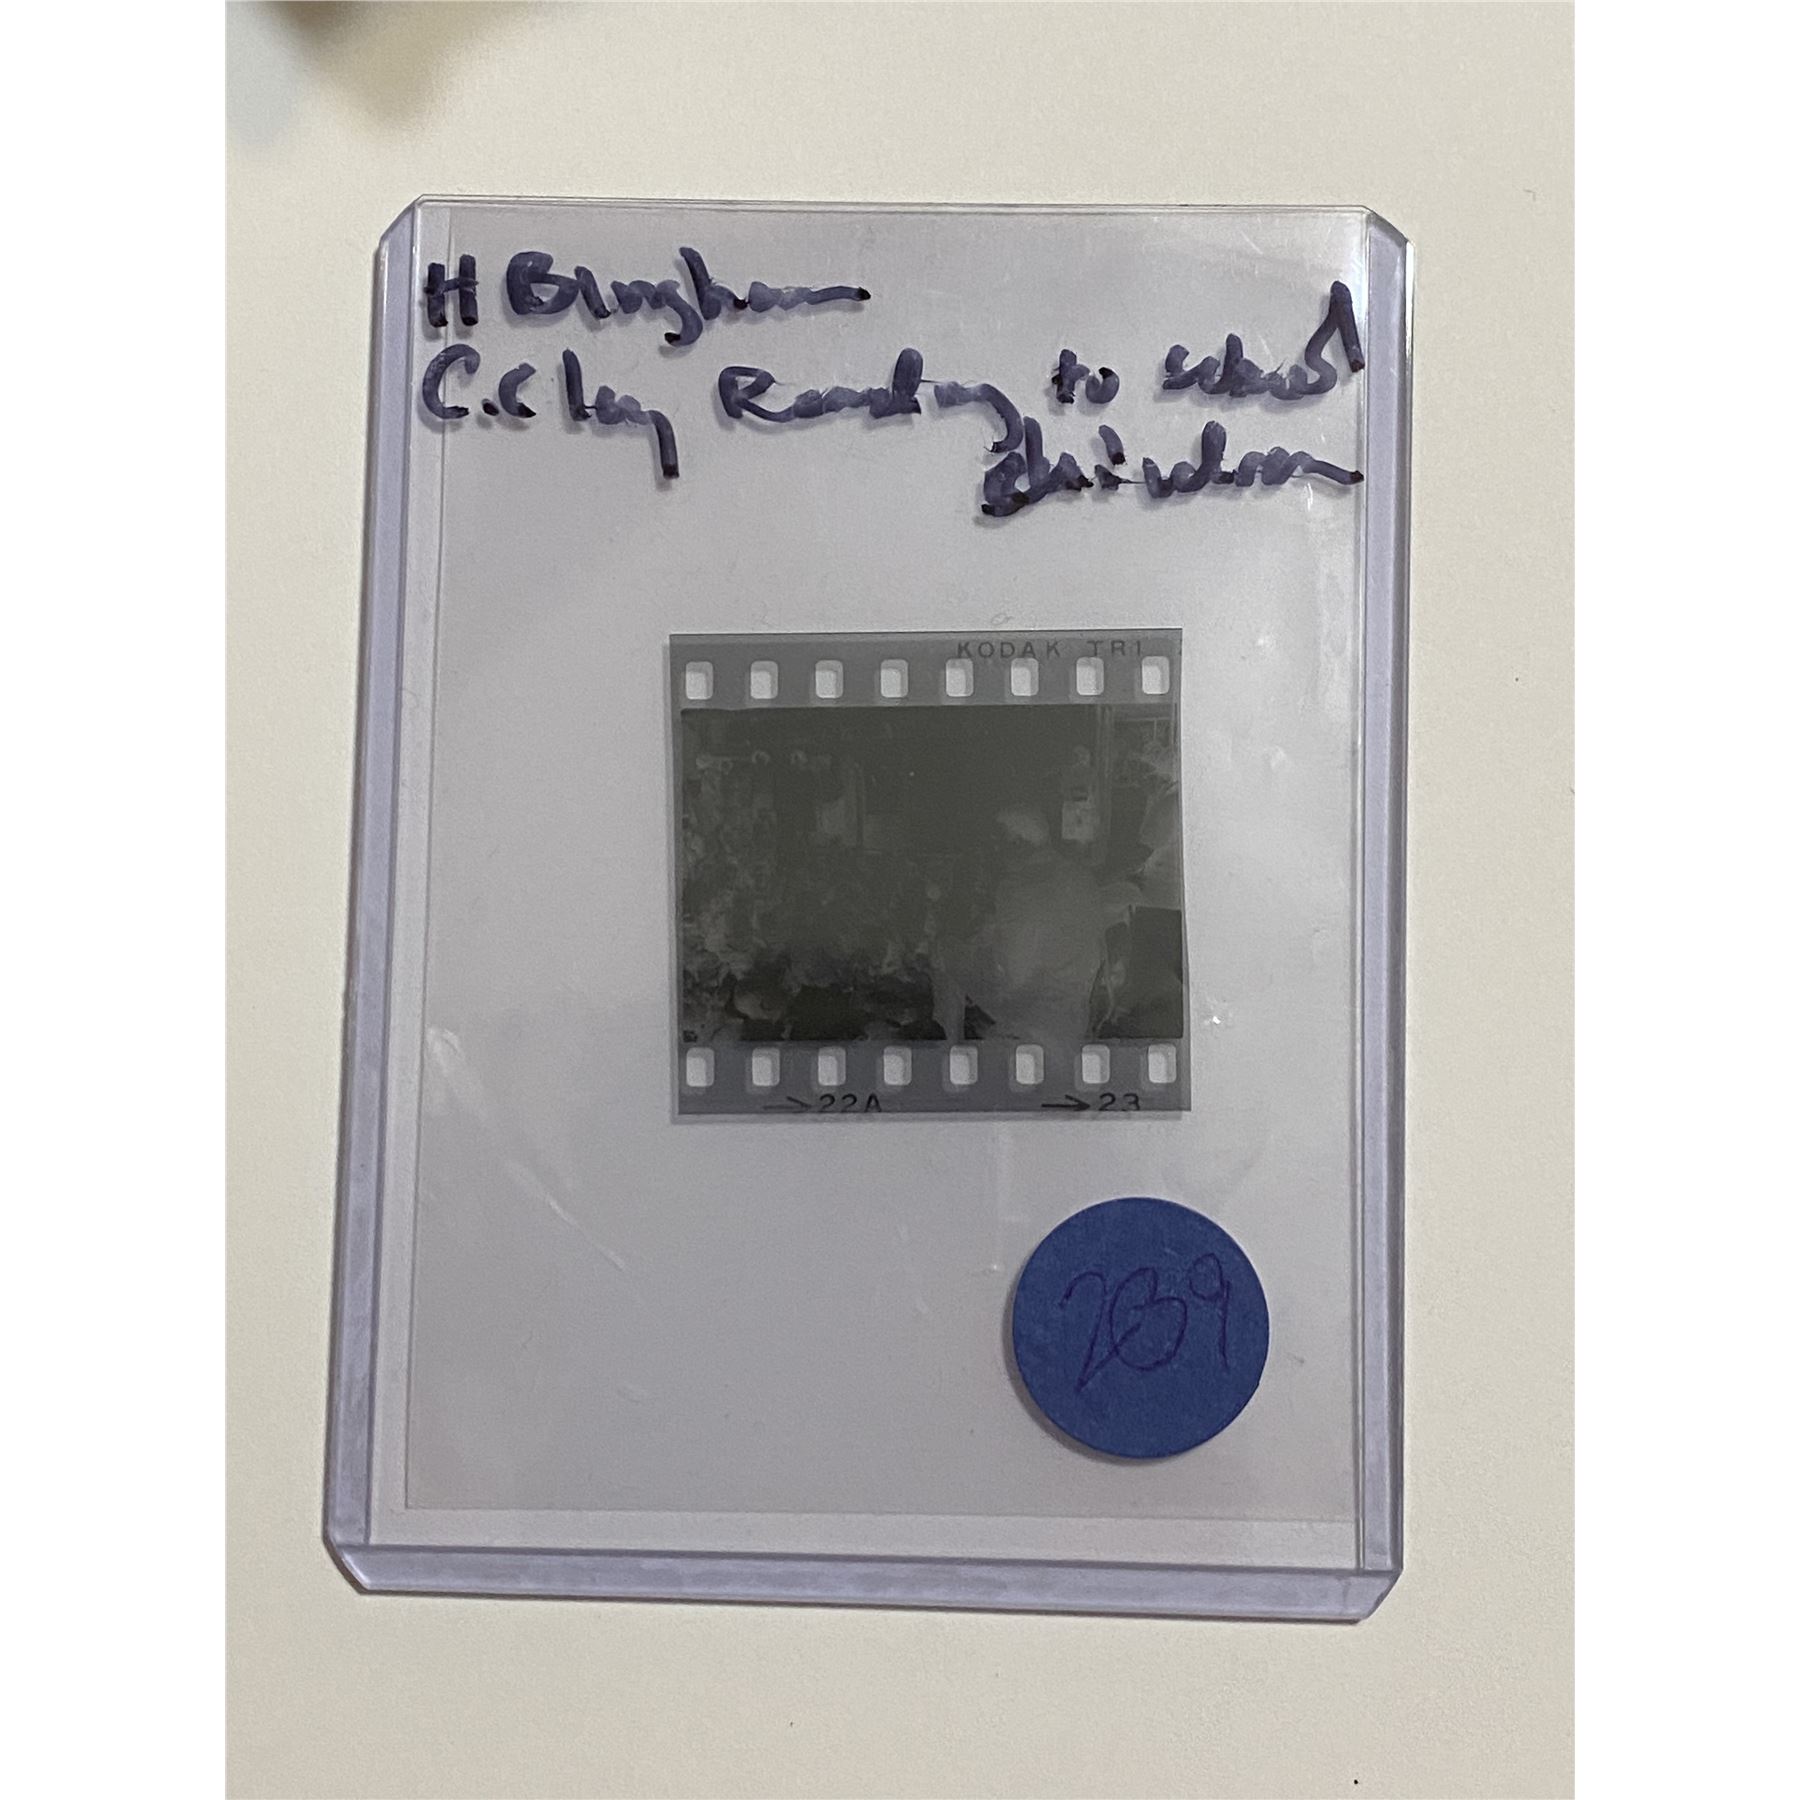 H Bingham
C.Clay Reading to school
children
KODAK TRI
→22A →23
239